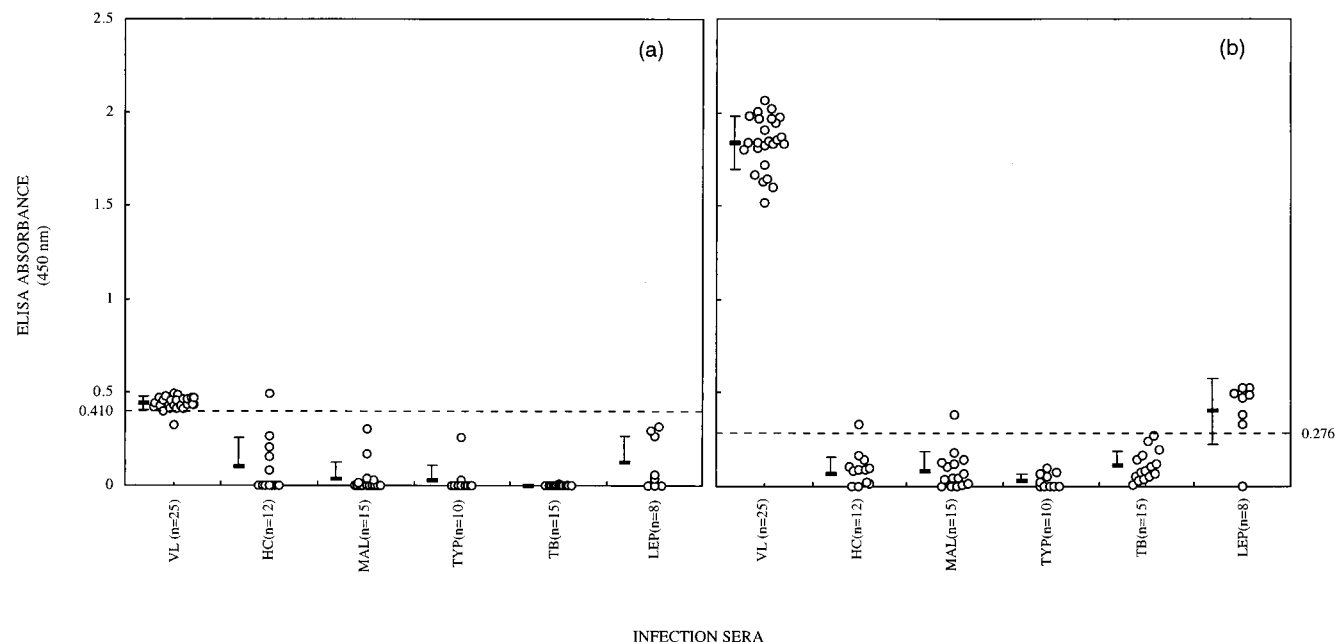 2.5
2
1.5
1
0.5
0.410
0
ELISA ABSORBANCE
(450 nm)
(a)
(b)
0.276
VL (n=25)
HC(n=12)
MAL(n=15)
TYP(n=10)
TB(n=15)
LEP(n=8)
VL (n=25)
HC(n=12)
MAL(n=15)
TYP(n=10)
TB(n=15)
LEP(n=8)
INFECTION SERA